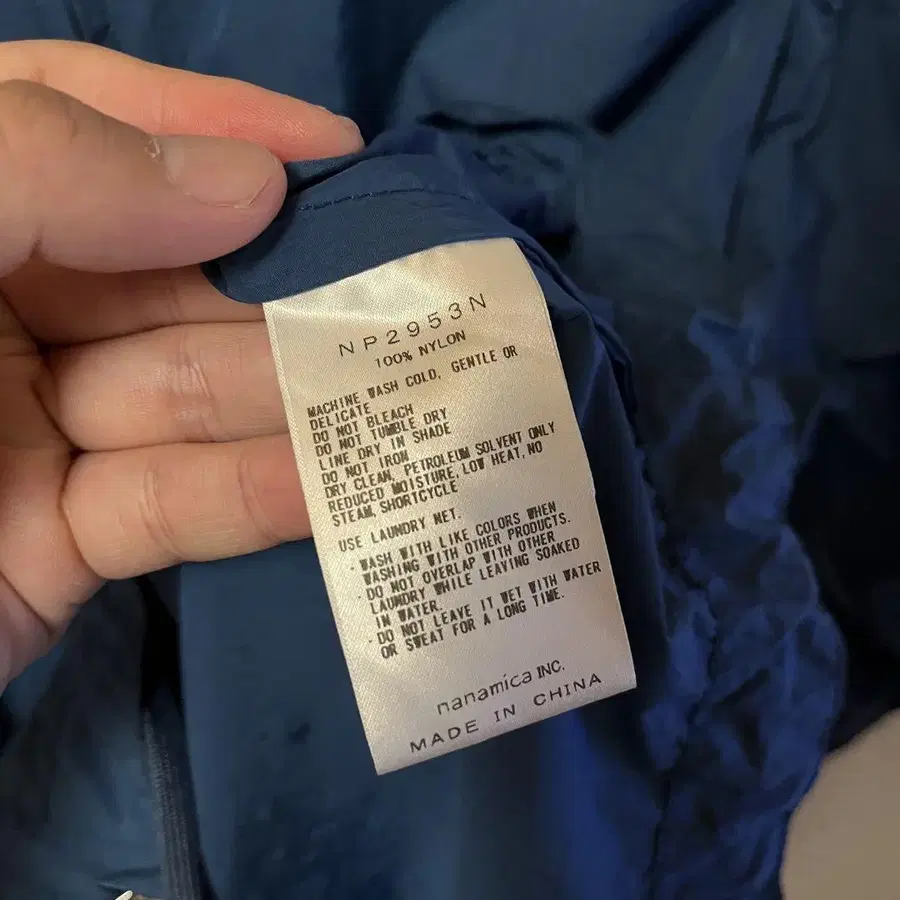 NP2953N
100% NYLON
MACHINE WASH COLD, GENTLE OR
DELICATE
DO NOT BLEACH
DO NOT TUMBLE DRY
LINE DRY IN SHADE
DO NOT IRON
DRY CLEAN, PETROLEUM SOLVENT ONLY
REDUCED MOISTURE, LOW HEAT, NO
STEAM, SHORTCYCLE
USE LAUNDRY NET.
· WASH WITH LIKE COLORS WHEN
WASHING WITH OTHER PRODUCTS.
· DO NOT OVERLAP WITH OTHER
LAUNDRY WHILE LEAVING SOAKED
IN WATER.
· DO NOT LEAVE IT WET WITH WATER
OR SWEAT FOR A LONG TIME.
nanamica INC.
MADE IN CHINA